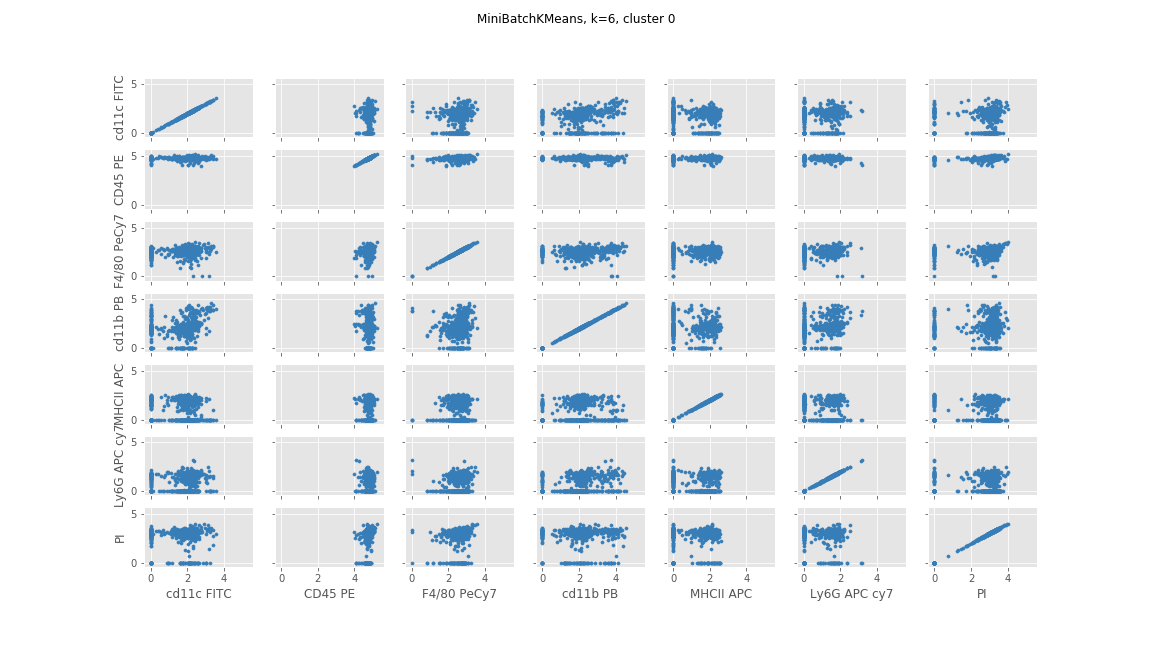 MiniBatchKMeans, k=6, cluster 0
cd11c FITC
5
0
CD45 PE
5
0
F4/80 PeCy7
5
0
cd11b PB
5
0
MHCII APC
5
0
Ly6G APC cy7
5
0
PI
5
0
0 2 4 0 2 4 0 2 4 0 2 4 0 2 4 0 2 4 0 2 4
cd11c FITC CD45 PE F4/80 PeCy7 cd11b PB MHCII APC Ly6G APC cy7 PI